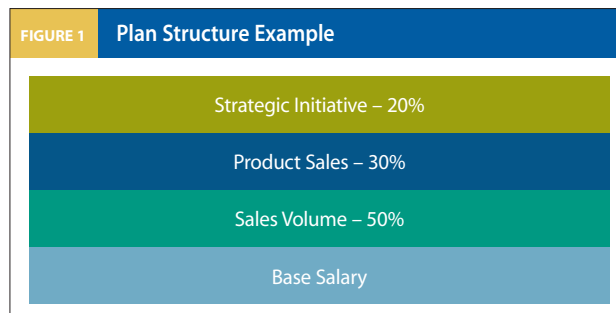 FIGURE 1 Plan Structure Example
Strategic Initiative – 20%
Product Sales – 30%
Sales Volume – 50%
Base Salary